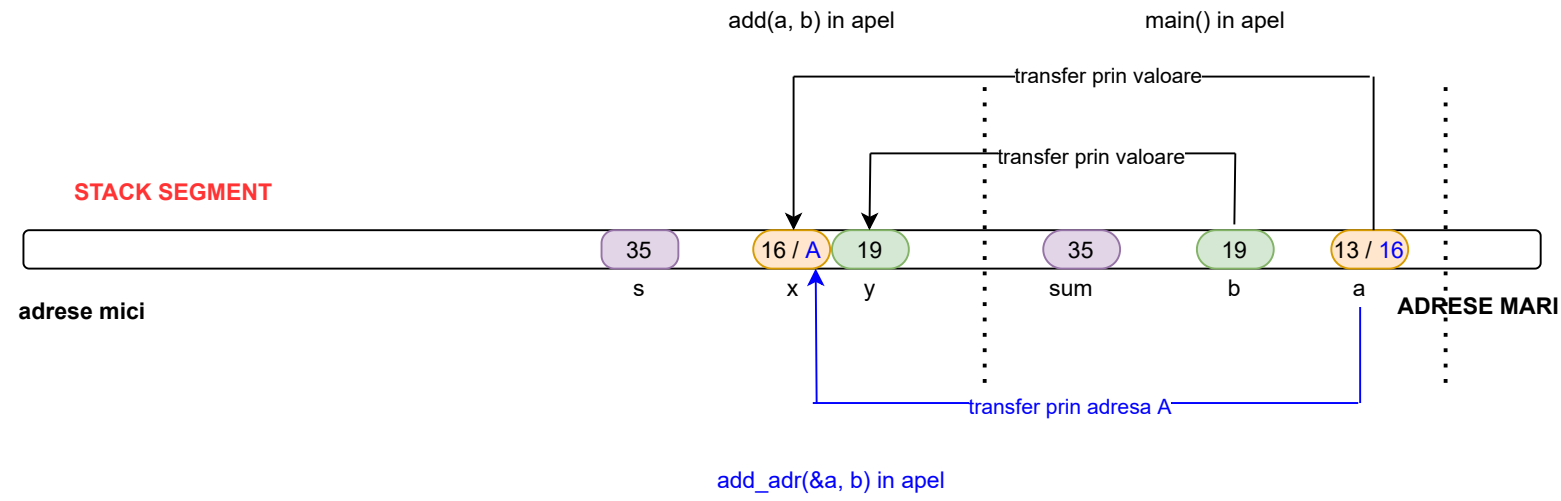 add(a, b) in apel
main() in apel
transfer prin valoare
transfer prin valoare
STACK SEGMENT
35
16 / A
19
35
19
13 / 16
s
x
y
sum
b
a
adrese mici
ADRESE MARI
transfer prin adresa A
add_adr(&a, b) in apel